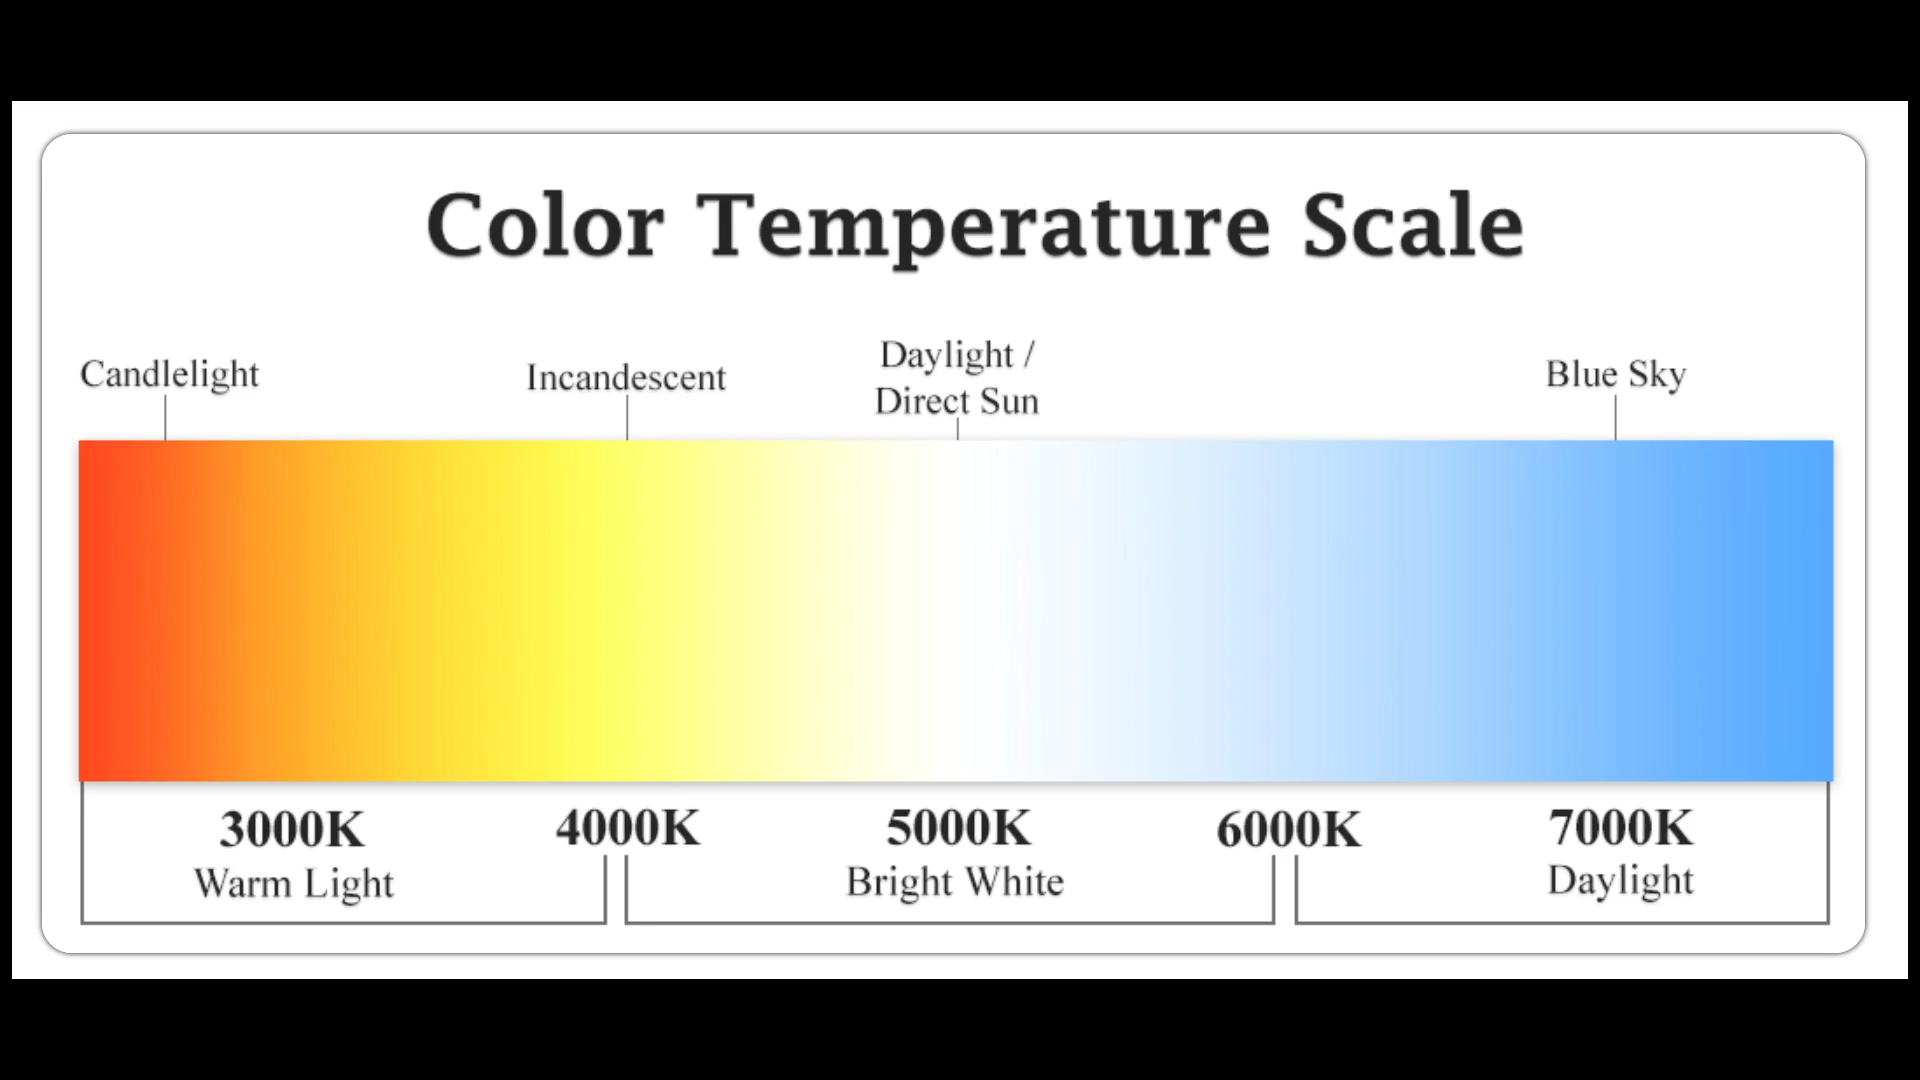 Color Temperature Scale
Candlelight
Incandescent
Daylight /
Direct Sun
Blue Sky
3000K
Warm Light
4000K
5000K
Bright White
6000K
7000K
Daylight